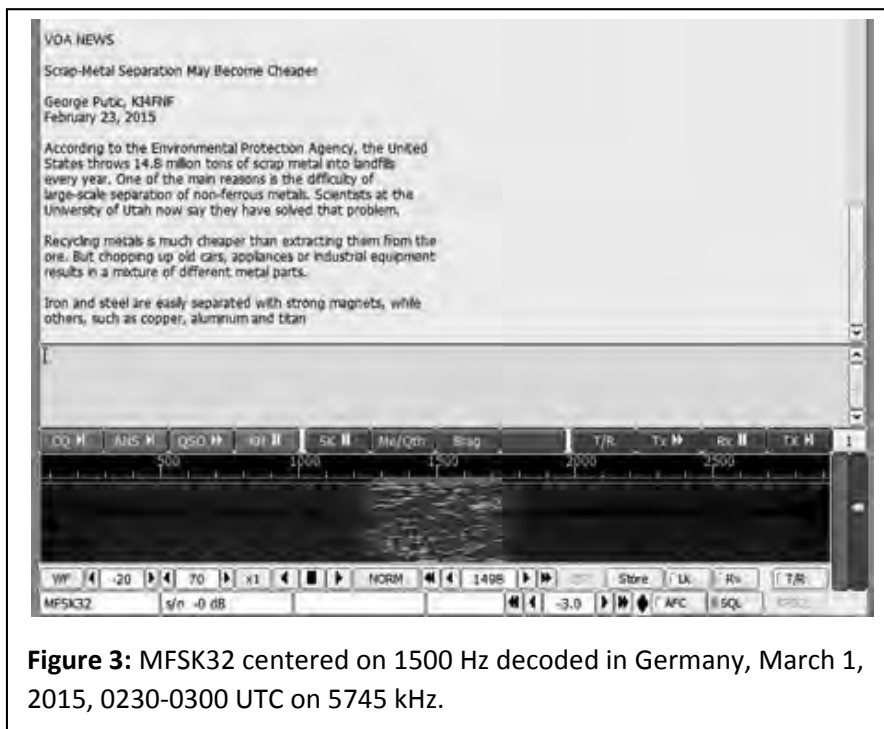 VOA NEWS
Scrap-Metal Separation May Become Cheaper
George Putic, KI4FNF
February 23, 2015
According to the Environmental Protection Agency, the United
States throws 14.8 million tons of scrap metal into landfills
every year. One of the main reasons is the difficulty of
large-scale separation of non-ferrous metals. Scientists at the
University of Utah now say they have solved that problem.
Recycling metals is much cheaper than extracting them from the
ore. But chopping up old cars, appliances or industrial equipment
results in a mixture of different metal parts.
Iron and steel are easily separated with strong magnets, while
others, such as copper, aluminum and titan
CQ ANS QSO KN SK Me/Qth Brag T/R Tx Rx TX 1
500 1000 1500 2000 2500
WF -20 70 x1 NORM 1498 Store Lk Rv T/R
MFSK32 s/n -0 dB -3.0 AFC SQL
Figure 3: MFSK32 centered on 1500 Hz decoded in Germany, March 1,
2015, 0230-0300 UTC on 5745 kHz.